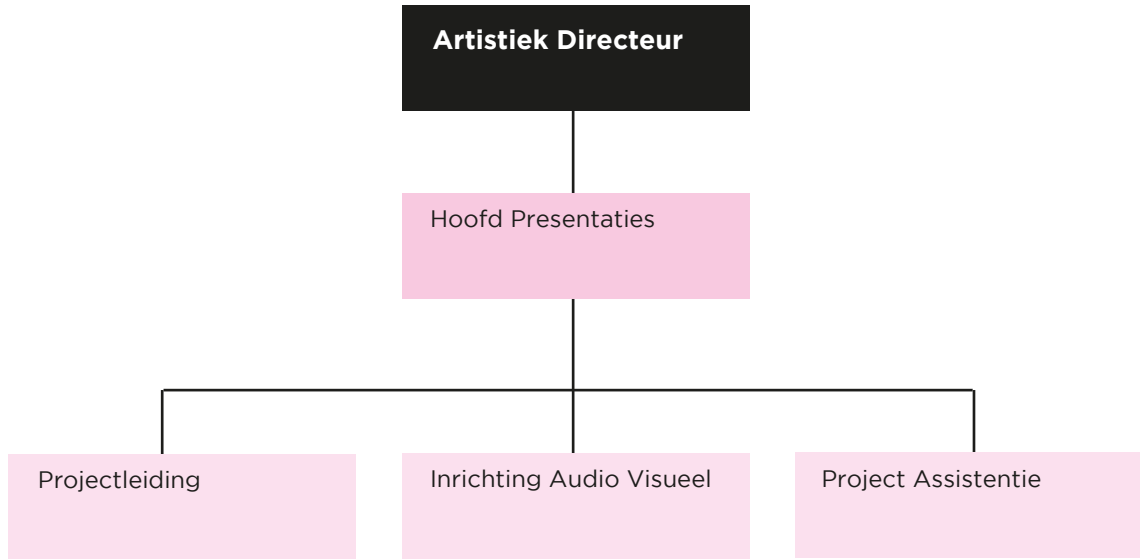 Artistiek Directeur
Hoofd Presentaties
Projectleiding
Inrichting Audio Visueel
Project Assistentie